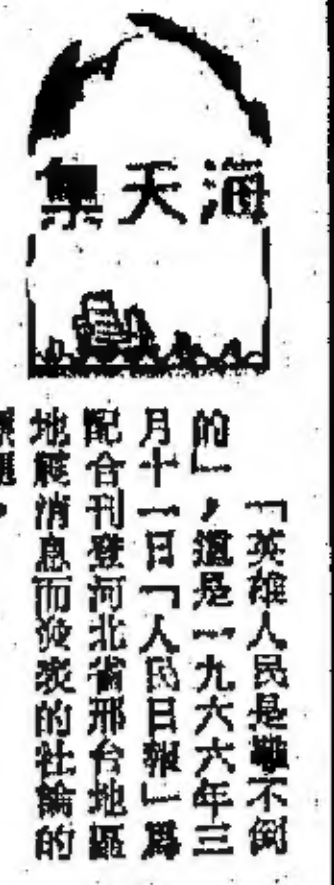 海天集
「英雄人民是難不倒
的」，這是一九六六年三
月十一日「人民日報」爲
配合刊登河北省邢台地區
地震消息而發表的社論的
標題，